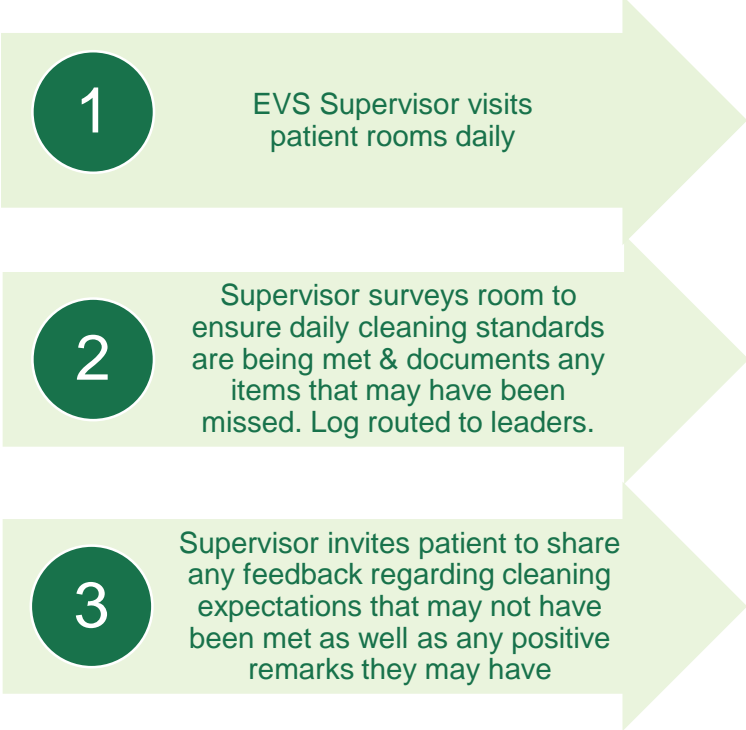 1
EVS Supervisor visits
patient rooms daily
2
Supervisor surveys room to
ensure daily cleaning standards
are being met & documents any
items that may have been
missed. Log routed to leaders.
3
Supervisor invites patient to share
any feedback regarding cleaning
expectations that may not have
been met as well as any positive
remarks they may have